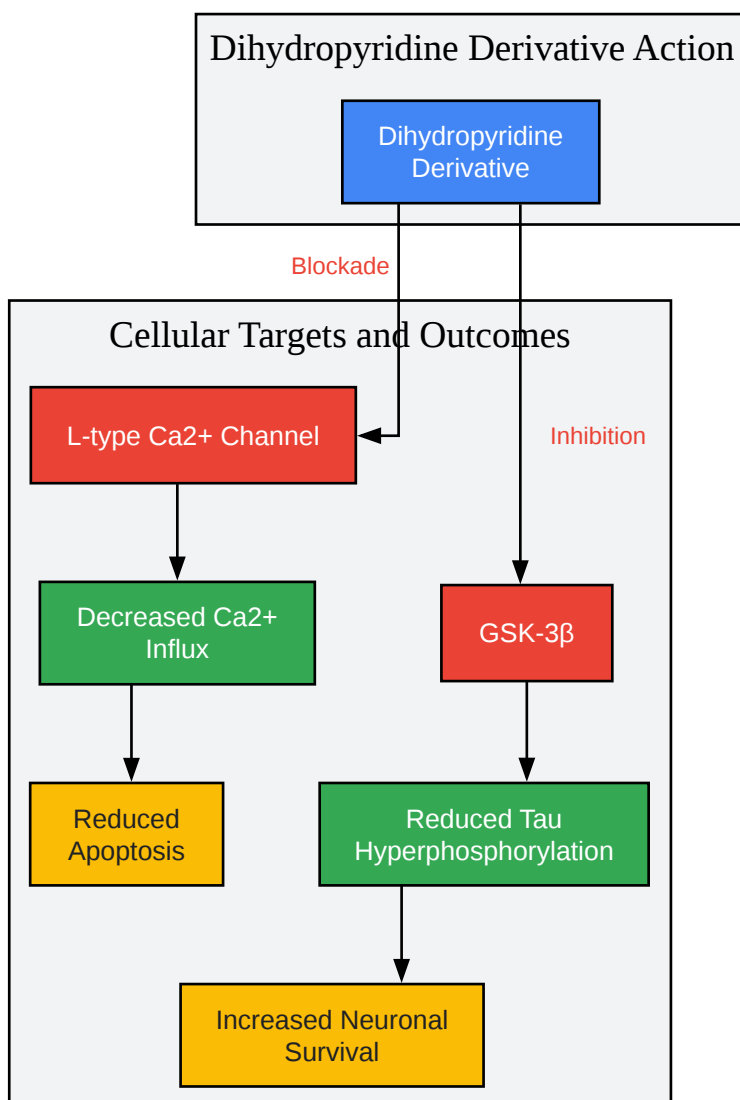 Dihydropyridine Derivative Action
Dihydropyridine
Derivative
Blockade
Cellular Targets and Outcomes
L-type Ca2+ Channel
Inhibition
Decreased Ca2+
Influx
GSK-3β
Reduced
Apoptosis
Reduced Tau
Hyperphosphorylation
Increased Neuronal
Survival